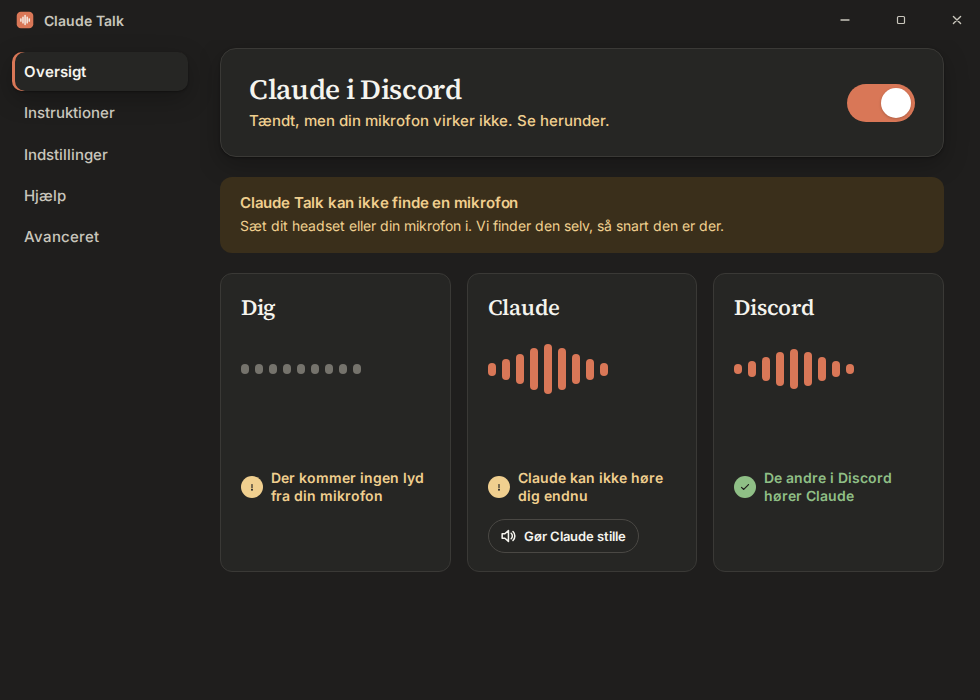 Claude Talk
Oversigt
Instruktioner
Indstillinger
Hjælp
Avanceret
Claude i Discord
Tændt, men din mikrofon virker ikke. Se herunder.
Claude Talk kan ikke finde en mikrofon
Sæt dit headset eller din mikrofon i. Vi finder den selv, så snart den er der.
Dig
Der kommer ingen lyd
fra din mikrofon
Claude
Claude kan ikke høre
dig endnu
Gør Claude stille
Discord
De andre i Discord
hører Claude